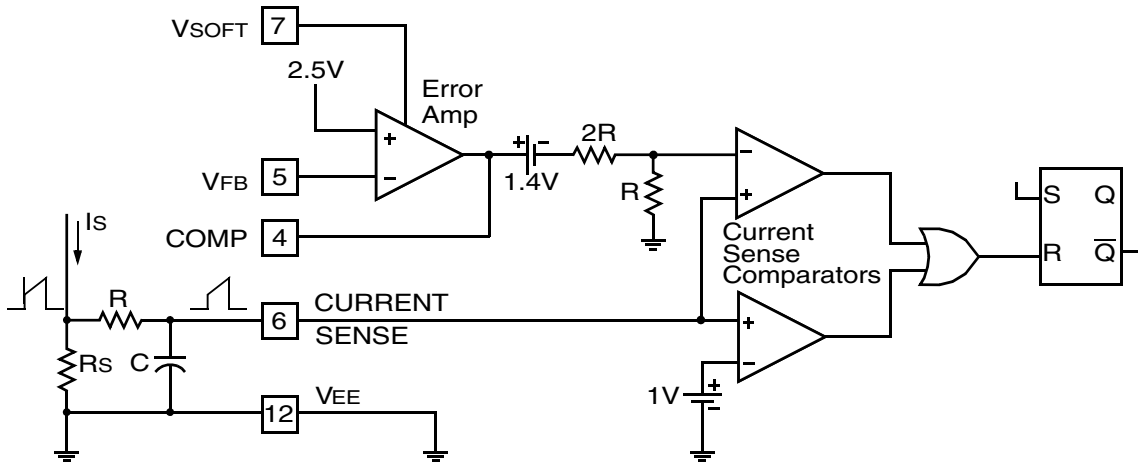 VSOFT 7
2.5V
Error
Amp
+
-
VFB 5
COMP 4
+ -
1.4V
2R
R
-
+
Current
Sense
Comparators
S Q
R Q
IS
R
RS
C
6 CURRENT
SENSE
12 VEE
+
-
1V
+
-